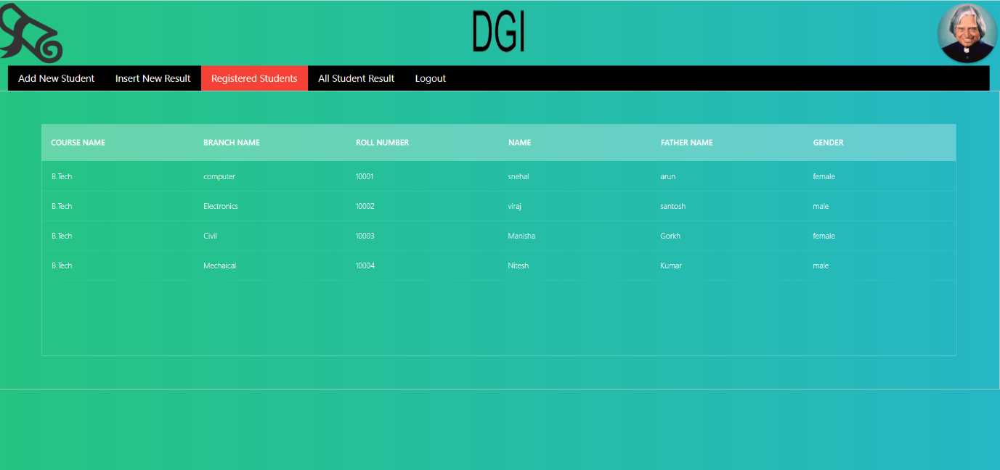 DGI
Add New Student Insert New Result Registered Students All Student Result Logout
COURSE NAME BRANCH NAME ROLL NUMBER NAME FATHER NAME GENDER
B.Tech computer 10001 snehal arun female
B.Tech Electronics 10002 viraj santosh male
B.Tech Civil 10003 Manisha Gorkh female
B.Tech Mechaical 10004 Nitesh Kumar male